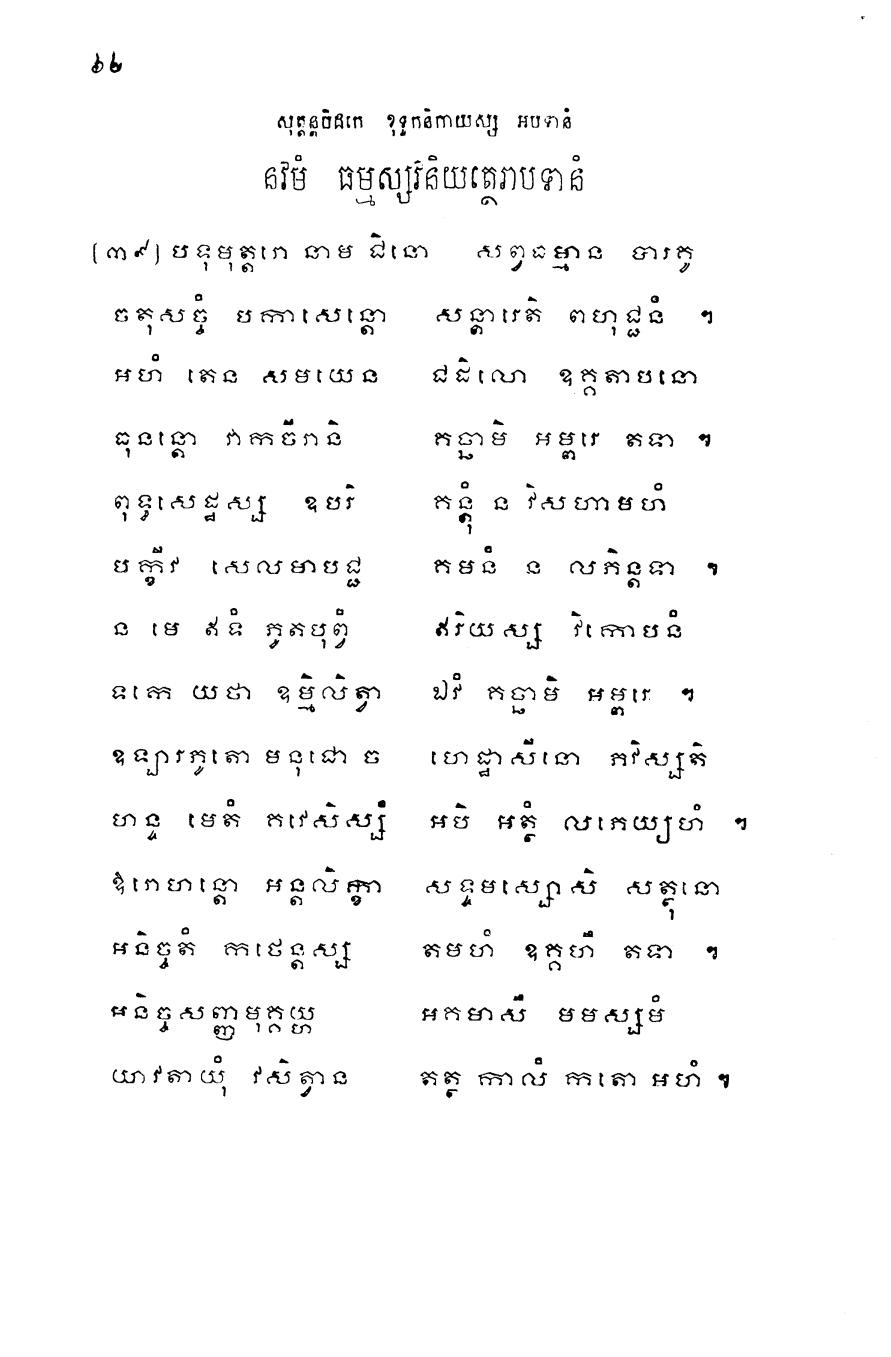 ៦៤
សុត្តន្តបិដកេ ខុទ្ទកនិកាយស្ស អបទានំ
នវមំ ធម្មស្សវនិយត្ថេរាបទានំ
[៣៩] បទុមុត្តរោ នាម ជិនោ សព្វធម្មាន បារគូ
ចតុសច្ចំ បកាសេន្តោ សន្តារេតិ ពហុជ្ជនំ ។
អហំ តេន សមយេន ជដិលោ ឧគ្គតាបនោ
ធុនន្តោ វាកចីរានិ គច្ឆាមិ អម្ពរេ តទា ។
ពុទ្ធសេដ្ឋស្ស ឧបរិ គន្តុំ ន វិសហាមហំ
បក្ខីវ សេលមាបជ្ជ គមនំ ន លភិន្តទា ។
ន មេ ឥទំ ភូតបុព្វំ ឥរិយស្ស វិកោបនំ
ទកេ យថា ឧម្មិលិត្វា ឯវំ គច្ឆាមិ អម្ពរេ ។
ឧឡ្បារភូតោ មនុជោ ច ហេដ្ឋាសីនោ ភវិស្សតិ
ហន្ទ មេតំ គវេសិស្សំ អបិ អត្ថំ លភេយ្យហំ ។
ឱរោហន្តោ អន្តលិក្ខា សទ្ទមស្សោសិ សត្ថុនោ
អនិច្ចតំ កថេន្តស្ស តមហំ ឧគ្គហឹ តទា ។
អនិច្ចសញ្ញមុគ្គយ្ហ អគមាសឹ មមស្សមំ
យាវតាយុំ វសិត្វាន តត្ថ កាលំ កតោ អហំ ។